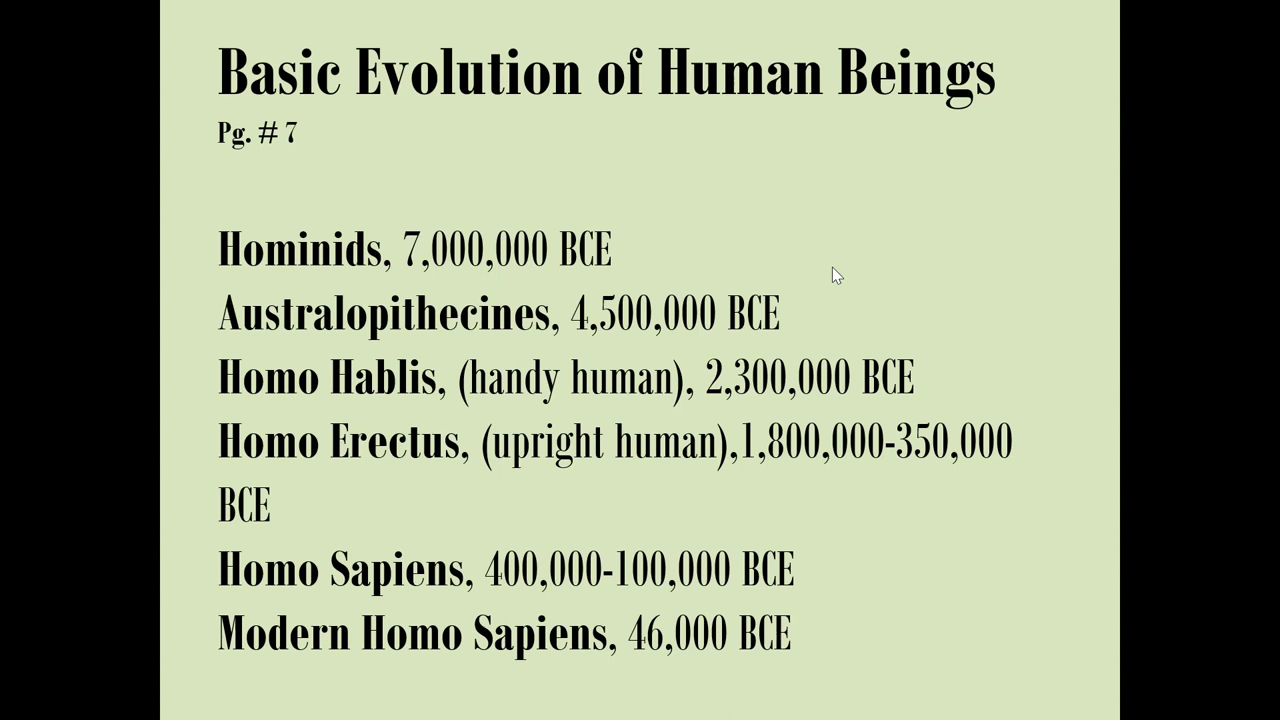 Basic Evolution of Human Beings
Pg. # 7
Hominids, 7,000,000 BCE
Australopithecines, 4,500,000 BCE
Homo Hablis, (handy human), 2,300,000 BCE
Homo Erectus, (upright human),1,800,000-350,000
BCE
Homo Sapiens, 400,000-100,000 BCE
Modern Homo Sapiens, 46,000 BCE